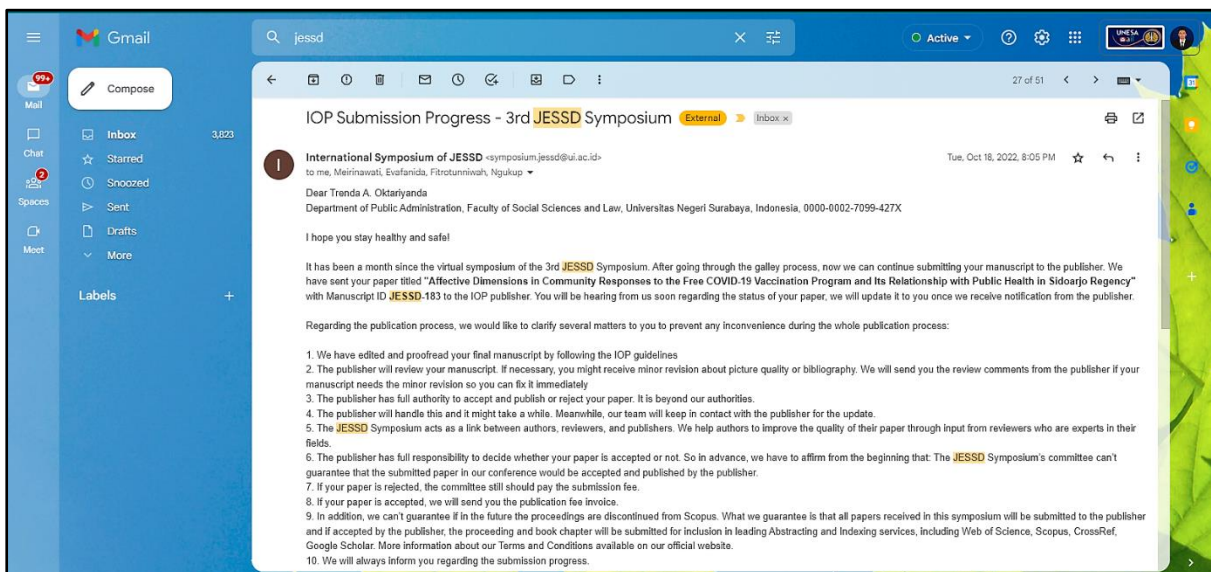 Gmail
jessd
Active
UNESA
99+
Mail
Compose
27 of 51
IOP Submission Progress - 3rd JESSD Symposium External Inbox x
Inbox 3,823
Chat
Starred
International Symposium of JESSD <symposium.jessd@ui.ac.id> Tue, Oct 18, 2022, 8:05 PM
to me, Meirinawati, Evafanida, Fitrotunniwah, Ngukup
2
Spaces
Snoozed
Sent
Meet
Drafts
More
Labels +
Dear Trenda A. Oktariyanda
Department of Public Administration, Faculty of Social Sciences and Law, Universitas Negeri Surabaya, Indonesia, 0000-0002-7099-427X
I hope you stay healthy and safe!
It has been a month since the virtual symposium of the 3rd JESSD Symposium. After going through the galley process, now we can continue submitting your manuscript to the publisher. We
have sent your paper titled "Affective Dimensions in Community Responses to the Free COVID-19 Vaccination Program and Its Relationship with Public Health in Sidoarjo Regency"
with Manuscript ID JESSD-183 to the IOP publisher. You will be hearing from us soon regarding the status of your paper, we will update it to you once we receive notification from the publisher.
Regarding the publication process, we would like to clarify several matters to you to prevent any inconvenience during the whole publication process:
1. We have edited and proofread your final manuscript by following the IOP guidelines
2. The publisher will review your manuscript. If necessary, you might receive minor revision about picture quality or bibliography. We will send you the review comments from the publisher if your
manuscript needs the minor revision so you can fix it immediately
3. The publisher has full authority to accept and publish or reject your paper. It is beyond our authorities.
4. The publisher will handle this and it might take a while. Meanwhile, our team will keep in contact with the publisher for the update.
5. The JESSD Symposium acts as a link between authors, reviewers, and publishers. We help authors to improve the quality of their paper through input from reviewers who are experts in their
fields.
6. The publisher has full responsibility to decide whether your paper is accepted or not. So in advance, we have to affirm from the beginning that: The JESSD Symposium's committee can't
guarantee that the submitted paper in our conference would be accepted and published by the publisher.
7. If your paper is rejected, the committee still should pay the submission fee.
8. If your paper is accepted, we will send you the publication fee invoice.
9. In addition, we can't guarantee if in the future the proceedings are discontinued from Scopus. What we guarantee is that all papers received in this symposium will be submitted to the publisher
and if accepted by the publisher, the proceeding and book chapter will be submitted for inclusion in leading Abstracting and Indexing services, including Web of Science, Scopus, CrossRef,
Google Scholar. More information about our Terms and Conditions available on our official website.
10. We will always inform you regarding the submission progress.